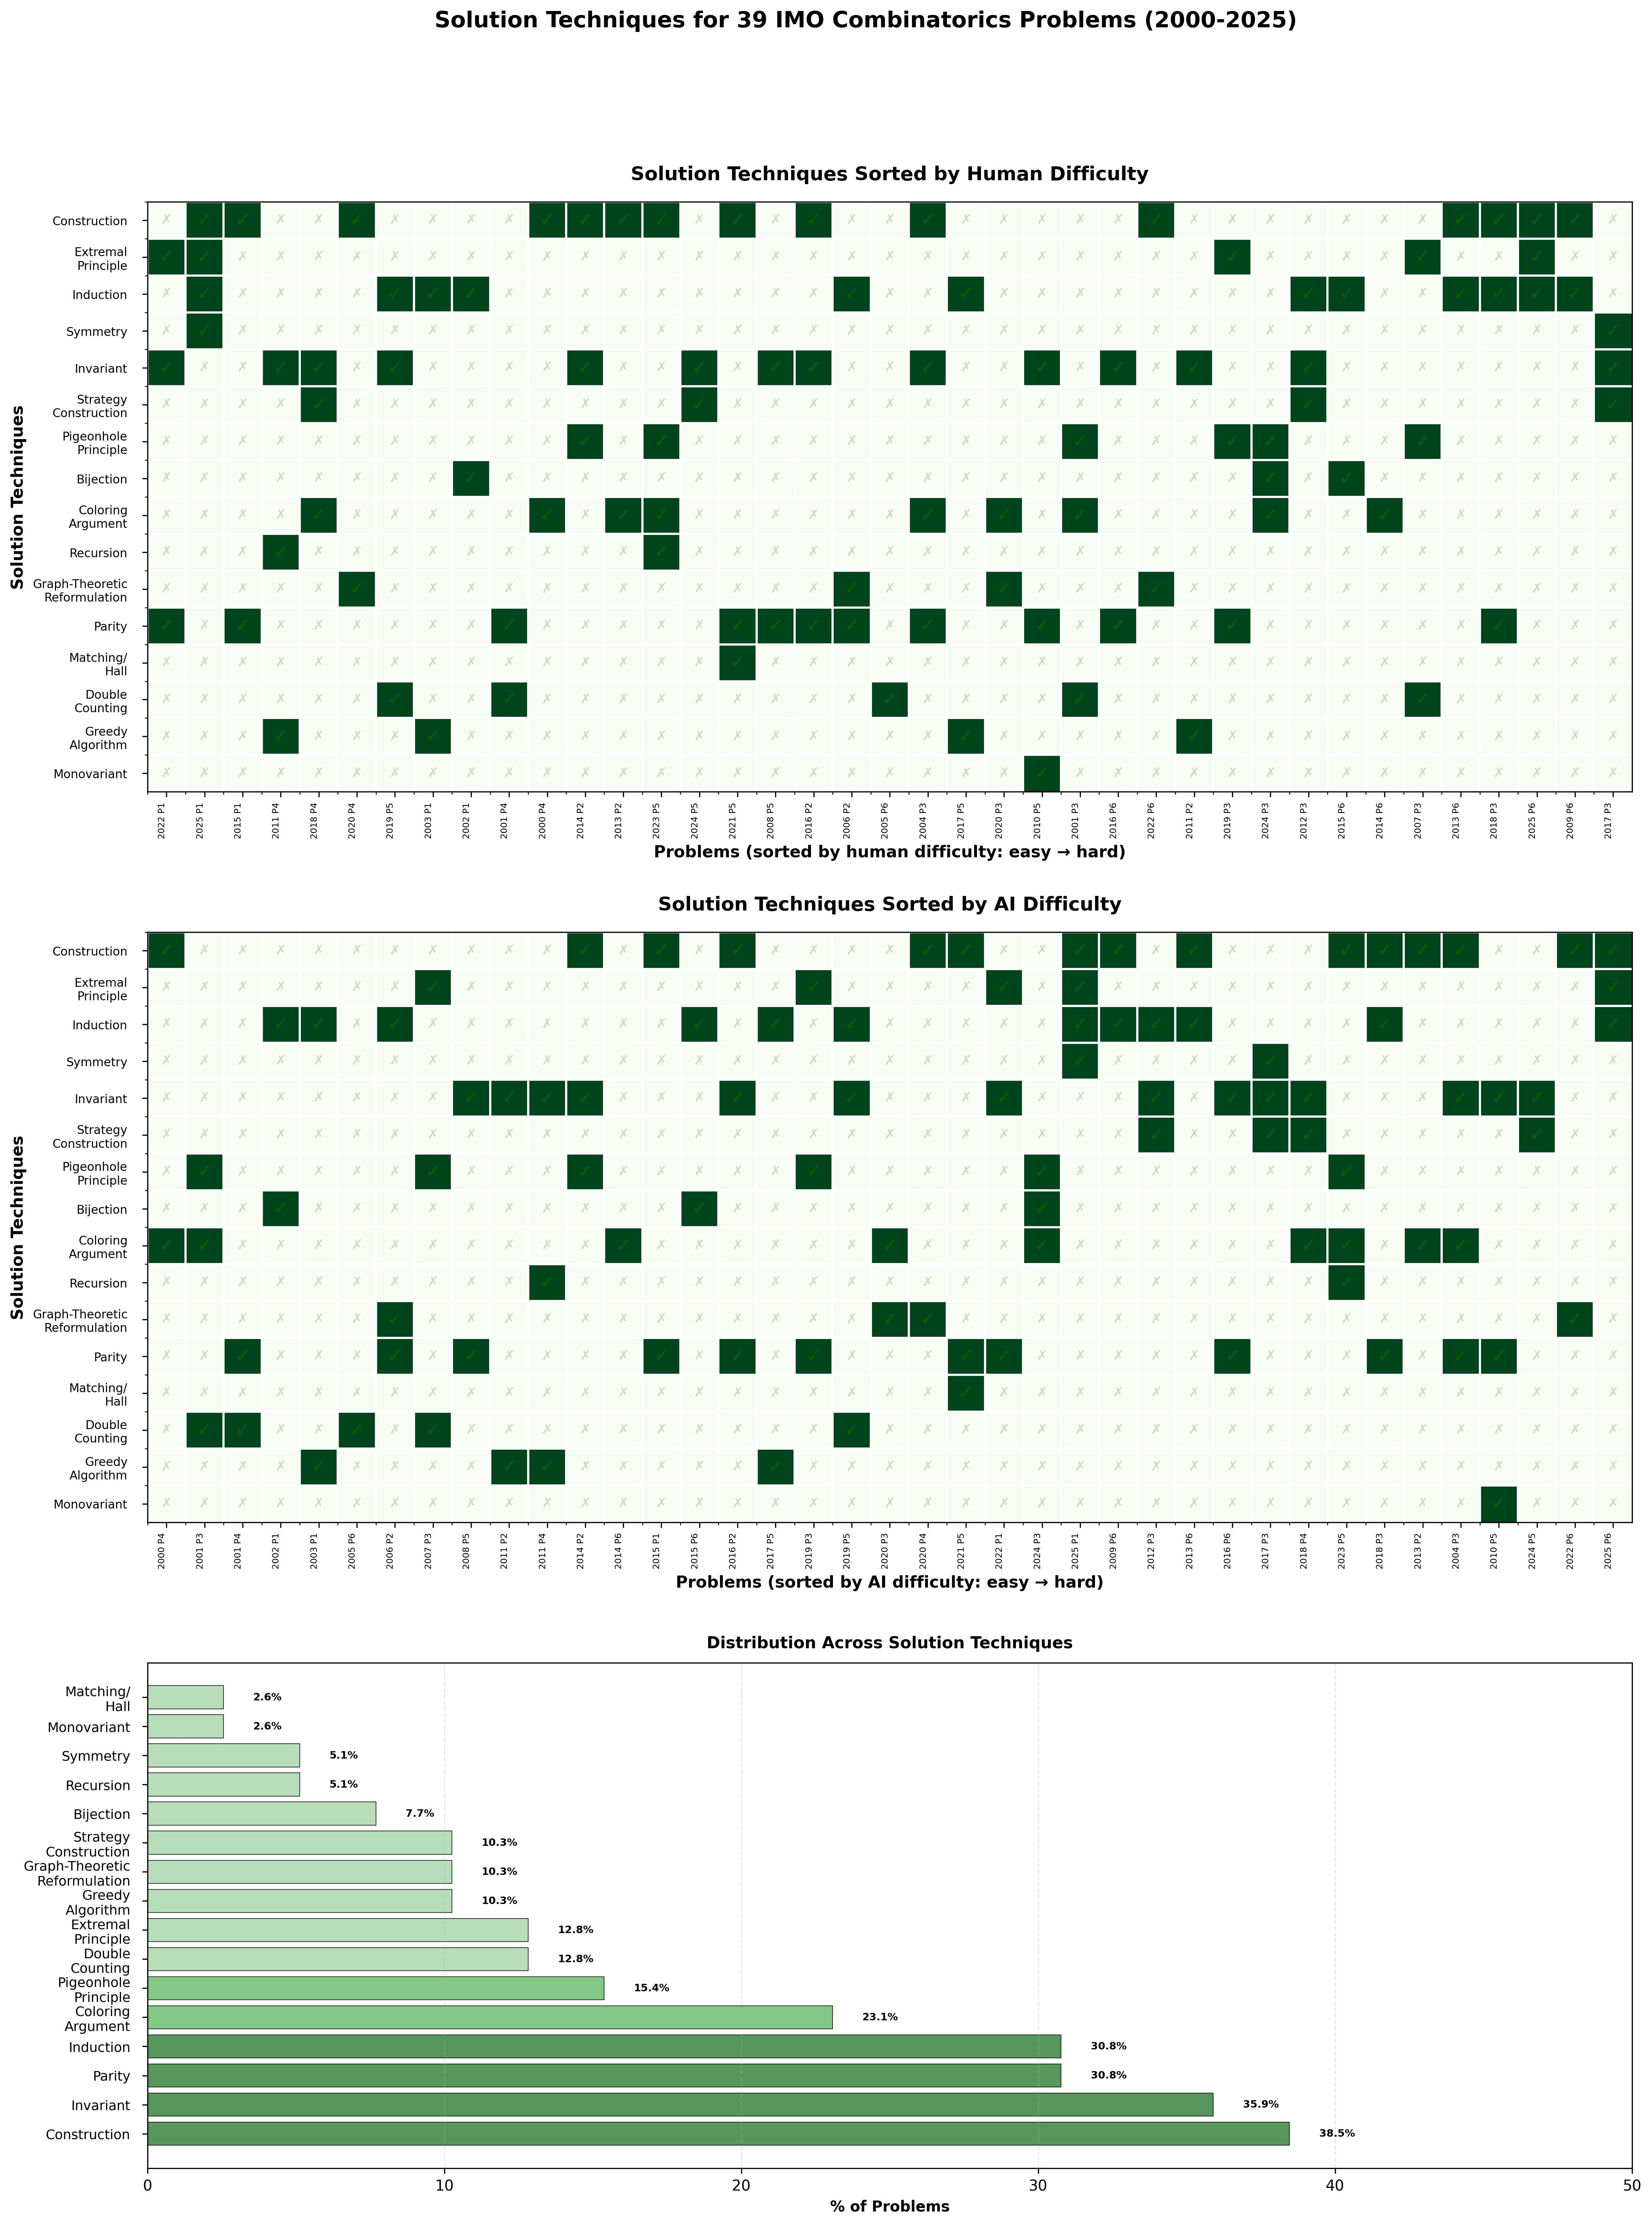 Solution Techniques for 39 IMO Combinatorics Problems (2000-2025)
Solution Techniques Sorted by Human Difficulty
Solution Techniques
Construction
Extremal
Principle
Induction
Symmetry
Invariant
Strategy
Construction
Pigeonhole
Principle
Bijection
Coloring
Argument
Recursion
Graph-Theoretic
Reformulation
Parity
Matching/
Hall
Double
Counting
Greedy
Algorithm
Monovariant
2022 P1
2025 P1
2015 P1
2011 P4
2018 P4
2020 P4
2019 P5
2003 P1
2002 P1
2001 P4
2000 P4
2014 P2
2013 P2
2023 P5
2024 P5
2021 P5
2008 P5
2016 P2
2006 P2
2005 P6
2004 P3
2017 P5
2020 P3
2010 P5
2001 P3
2016 P6
2022 P6
2011 P2
2019 P3
2024 P3
2012 P3
2015 P6
2014 P6
2007 P3
2013 P6
2018 P3
2025 P6
2009 P6
2017 P3
Problems (sorted by human difficulty: easy → hard)
Solution Techniques Sorted by AI Difficulty
Solution Techniques
Construction
Extremal
Principle
Induction
Symmetry
Invariant
Strategy
Construction
Pigeonhole
Principle
Bijection
Coloring
Argument
Recursion
Graph-Theoretic
Reformulation
Parity
Matching/
Hall
Double
Counting
Greedy
Algorithm
Monovariant
2000 P4
2001 P3
2001 P4
2002 P1
2003 P1
2005 P6
2006 P2
2007 P3
2008 P5
2011 P2
2011 P4
2014 P2
2014 P6
2015 P1
2015 P6
2016 P2
2017 P5
2019 P3
2019 P5
2020 P3
2020 P4
2021 P5
2022 P1
2024 P3
2025 P1
2009 P6
2012 P3
2013 P6
2016 P6
2017 P3
2018 P4
2023 P5
2018 P3
2013 P2
2004 P3
2010 P5
2024 P5
2022 P6
2025 P6
Problems (sorted by AI difficulty: easy → hard)
Distribution Across Solution Techniques
Matching/
Hall
2.6%
Monovariant
2.6%
Symmetry
5.1%
Recursion
5.1%
Bijection
7.7%
Strategy
Construction
10.3%
Graph-Theoretic
Reformulation
10.3%
Greedy
Algorithm
10.3%
Extremal
Principle
12.8%
Double
Counting
12.8%
Pigeonhole
Principle
15.4%
Coloring
Argument
23.1%
Induction
30.8%
Parity
30.8%
Invariant
35.9%
Construction
38.5%
0
10
20
30
40
50
% of Problems